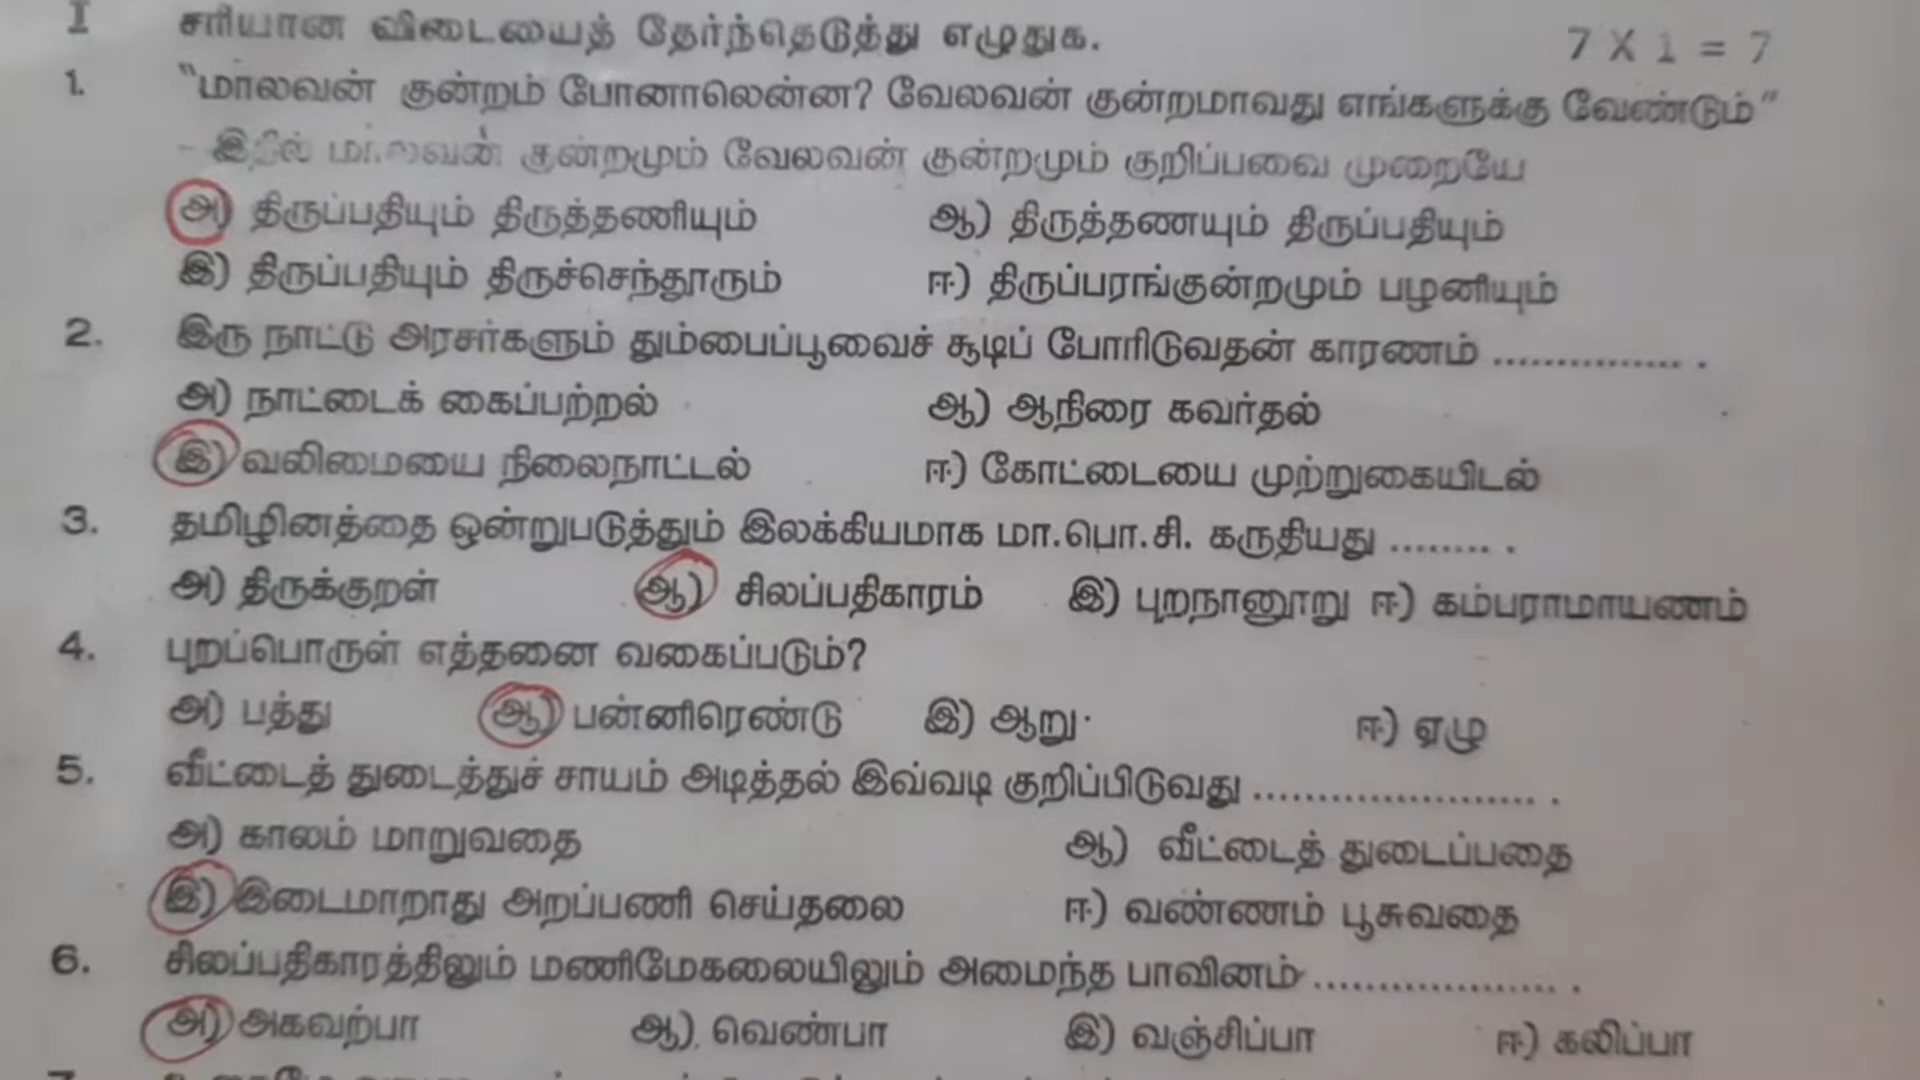 I சரியான விடையைத் தேர்ந்தெடுத்து எழுதுக. 7 X 1 = 7
1. "மாலவன் குன்றம் போனாலென்ன? வேலவன் குன்றமாவது எங்களுக்கு வேண்டும்"
- இதில் மாலவன் குன்றமும் வேலவன் குன்றமும் குறிப்பவை முறையே
அ) திருப்பதியும் திருத்தணியும் ஆ) திருத்தணயும் திருப்பதியும்
இ) திருப்பதியும் திருச்செந்தூரும் ஈ) திருப்பரங்குன்றமும் பழனியும்
2. இரு நாட்டு அரசர்களும் தும்பைப்பூவைச் சூடிப் போரிடுவதன் காரணம் ............... .
அ) நாட்டைக் கைப்பற்றல் ஆ) ஆநிரை கவர்தல்
இ) வலிமையை நிலைநாட்டல் ஈ) கோட்டையை முற்றுகையிடல்
3. தமிழினத்தை ஒன்றுபடுத்தும் இலக்கியமாக மா.பொ.சி. கருதியது ........ .
அ) திருக்குறள் ஆ) சிலப்பதிகாரம் இ) புறநானூறு ஈ) கம்பராமாயணம்
4. புறப்பொருள் எத்தனை வகைப்படும்?
அ) பத்து ஆ) பன்னிரெண்டு இ) ஆறு ஈ) ஏழு
5. வீட்டைத் துடைத்துச் சாயம் அடித்தல் இவ்வடி குறிப்பிடுவது ...................... .
அ) காலம் மாறுவதை ஆ) வீட்டைத் துடைப்பதை
இ) இடைமாறாது அறப்பணி செய்தலை ஈ) வண்ணம் பூசுவதை
6. சிலப்பதிகாரத்திலும் மணிமேகலையிலும் அமைந்த பாவினம் ................... .
அ) அகவற்பா ஆ) வெண்பா இ) வஞ்சிப்பா ஈ) கலிப்பா